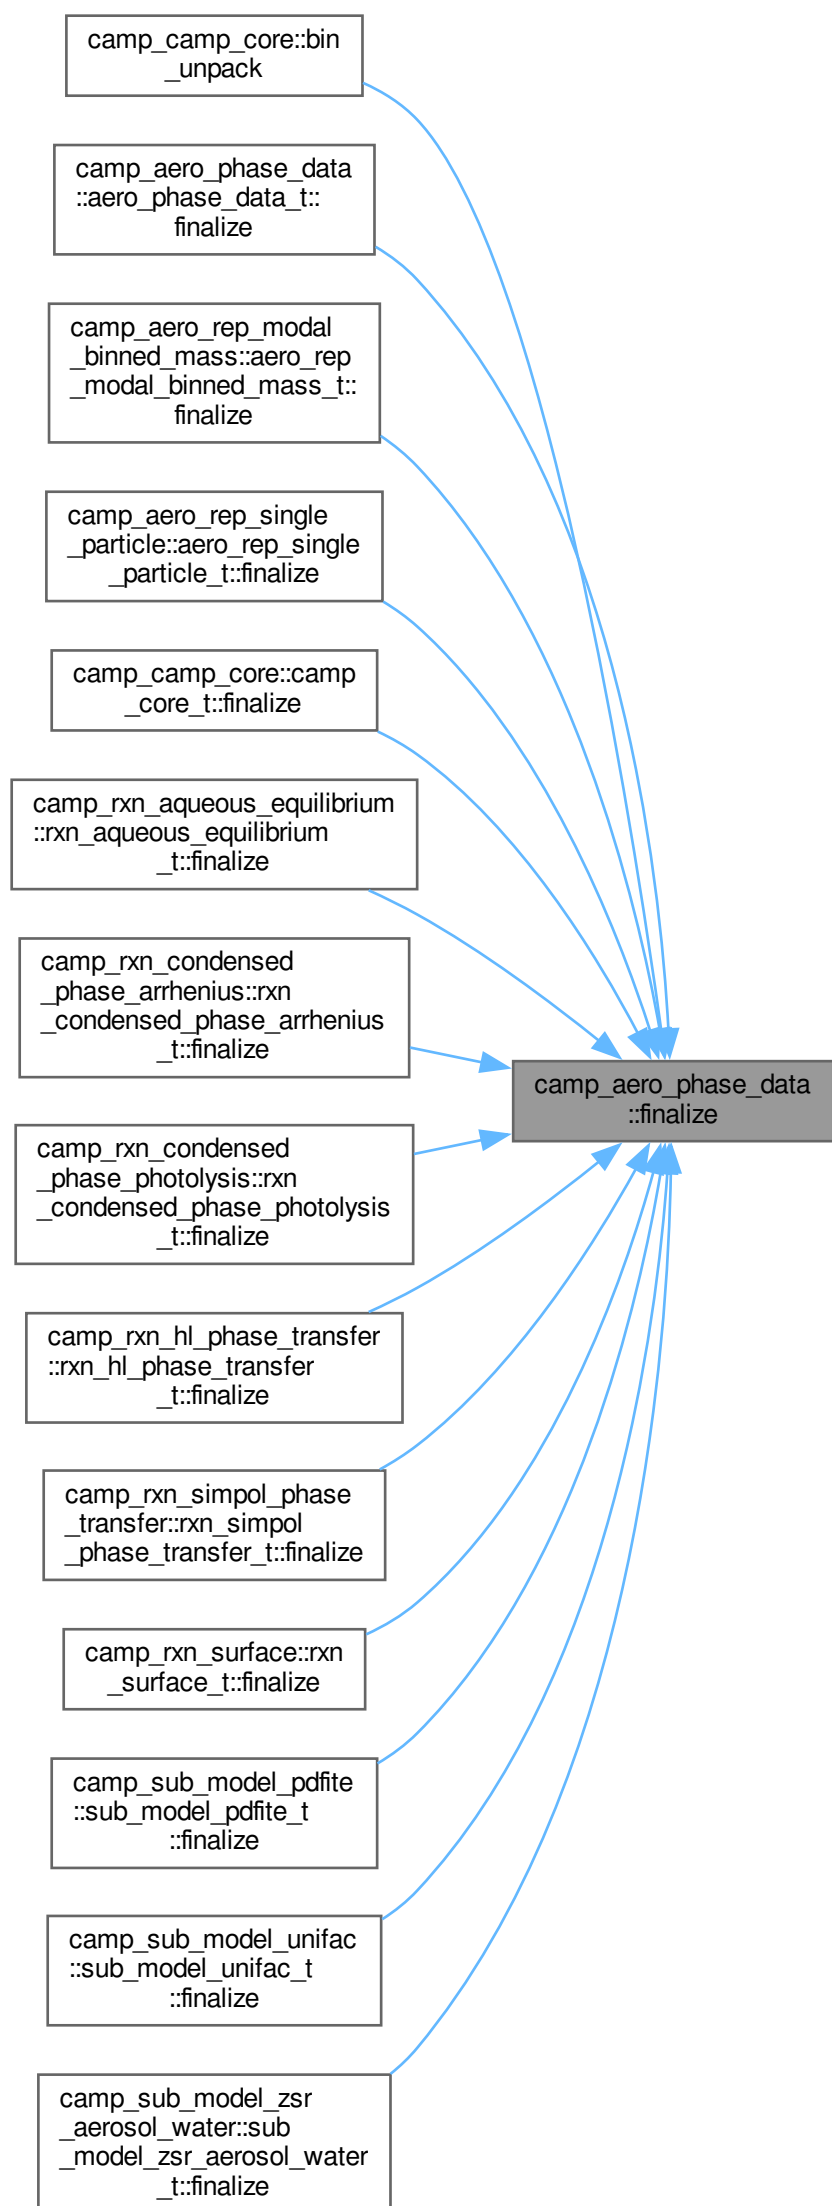 camp_camp_core::bin
_unpack
camp_aero_phase_data
::aero_phase_data_t::
finalize
camp_aero_rep_modal
_binned_mass::aero_rep
_modal_binned_mass_t::
finalize
camp_aero_rep_single
_particle::aero_rep_single
_particle_t::finalize
camp_camp_core::camp
_core_t::finalize
camp_rxn_aqueous_equilibrium
::rxn_aqueous_equilibrium
_t::finalize
camp_rxn_condensed
_phase_arrhenius::rxn
_condensed_phase_arrhenius
_t::finalize
camp_aero_phase_data
::finalize
camp_rxn_condensed
_phase_photolysis::rxn
_condensed_phase_photolysis
_t::finalize
camp_rxn_hl_phase_transfer
::rxn_hl_phase_transfer
_t::finalize
camp_rxn_simpol_phase
_transfer::rxn_simpol
_phase_transfer_t::finalize
camp_rxn_surface::rxn
_surface_t::finalize
camp_sub_model_pdfite
::sub_model_pdfite_t
::finalize
camp_sub_model_unifac
::sub_model_unifac_t
::finalize
camp_sub_model_zsr
_aerosol_water::sub
_model_zsr_aerosol_water
_t::finalize